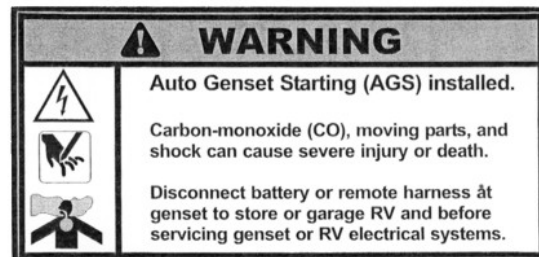 WARNING
Auto Genset Starting (AGS) installed.
Carbon-monoxide (CO), moving parts, and
shock can cause severe injury or death.
Disconnect battery or remote harness åt
genset to store or garage RV and before
servicing genset or RV electrical systems.